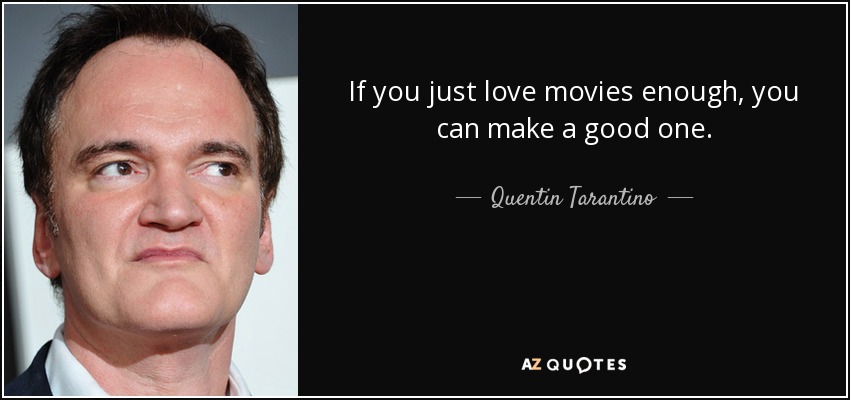 If you just love movies enough, you
can make a good one.
Quentin Tarantino
AZ QUOTES